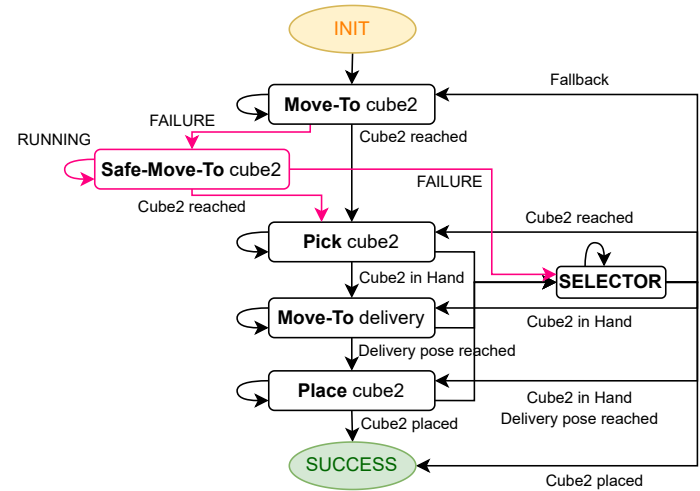 INIT
Fallback
Move-To cube2
FAILURE
RUNNING
Cube2 reached
Safe-Move-To cube2
FAILURE
Cube2 reached
Cube2 reached
Pick cube2
Cube2 in Hand
SELECTOR
Move-To delivery
Cube2 in Hand
Delivery pose reached
Place cube2
Cube2 in Hand
Delivery pose reached
Cube2 placed
SUCCESS
Cube2 placed